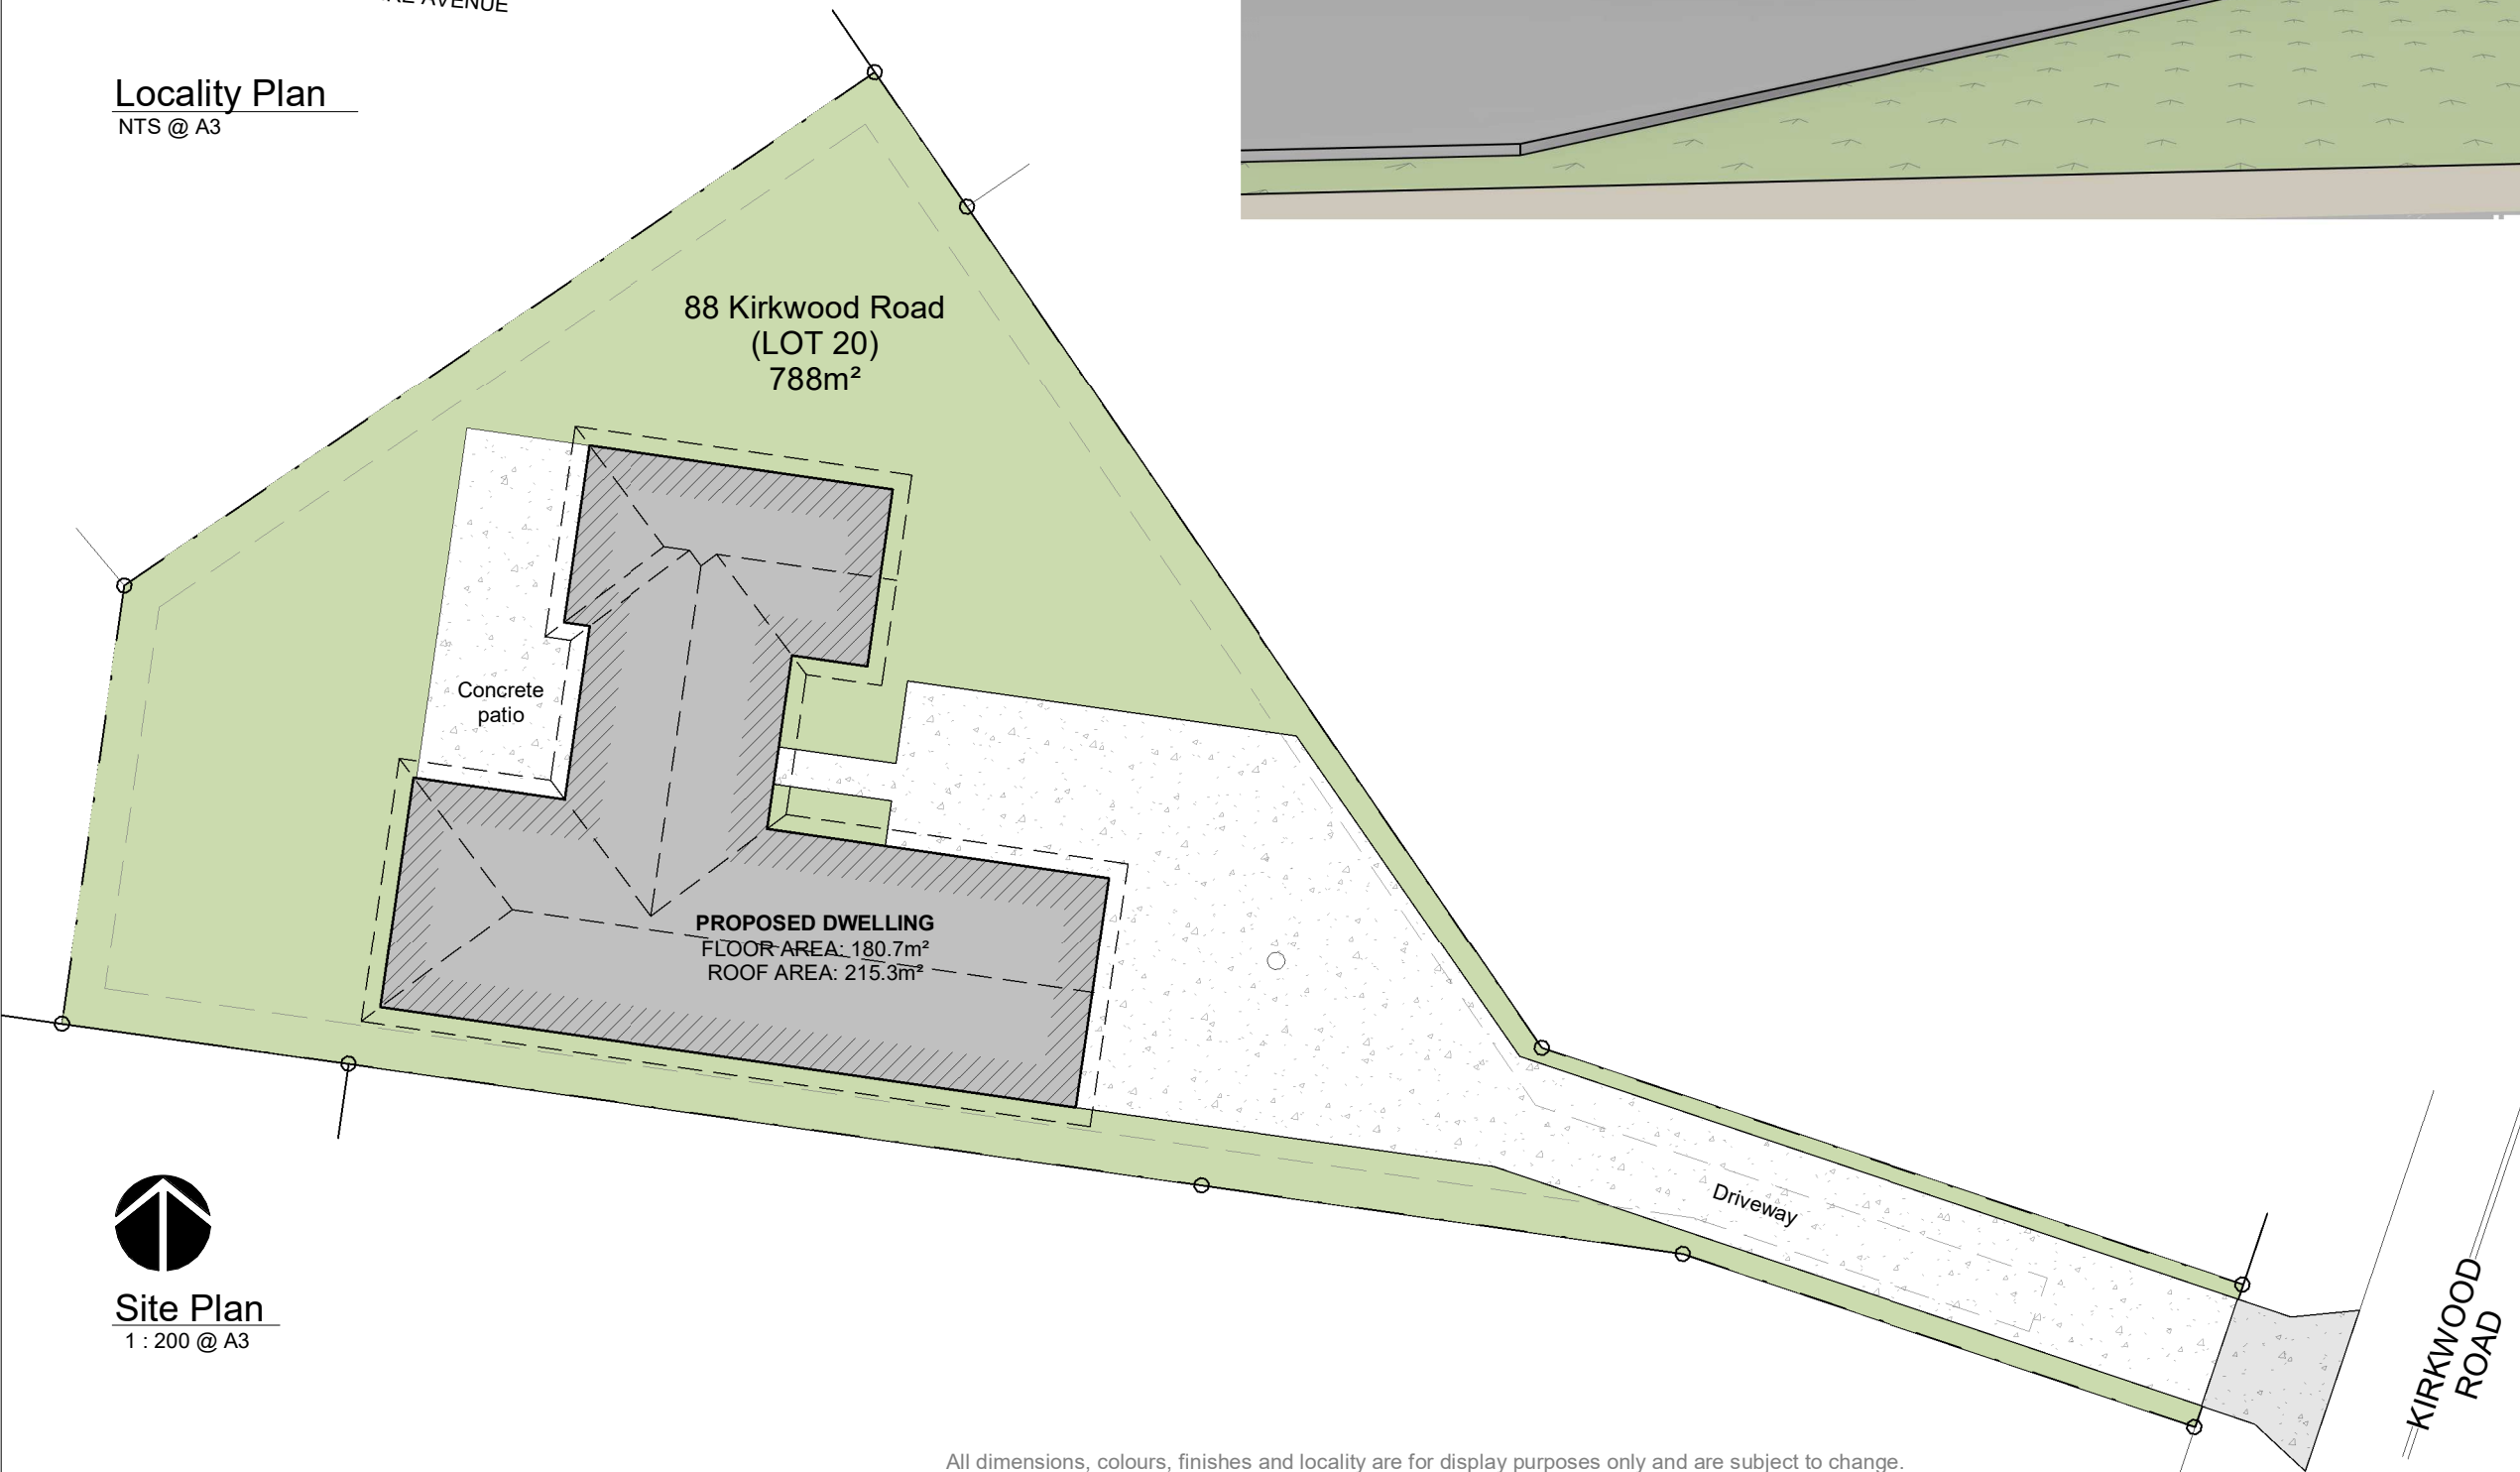 AVENUE
Locality Plan
NTS @ A3
88 Kirkwood Road
(LOT 20)
788m²
Concrete
patio
PROPOSED DWELLING
FLOOR AREA: 180.7m²
ROOF AREA: 215.3m²
Driveway
Site Plan
1 : 200 @ A3
KIRKWOOD
ROAD
All dimensions, colours, finishes and locality are for display purposes only and are subject to change.